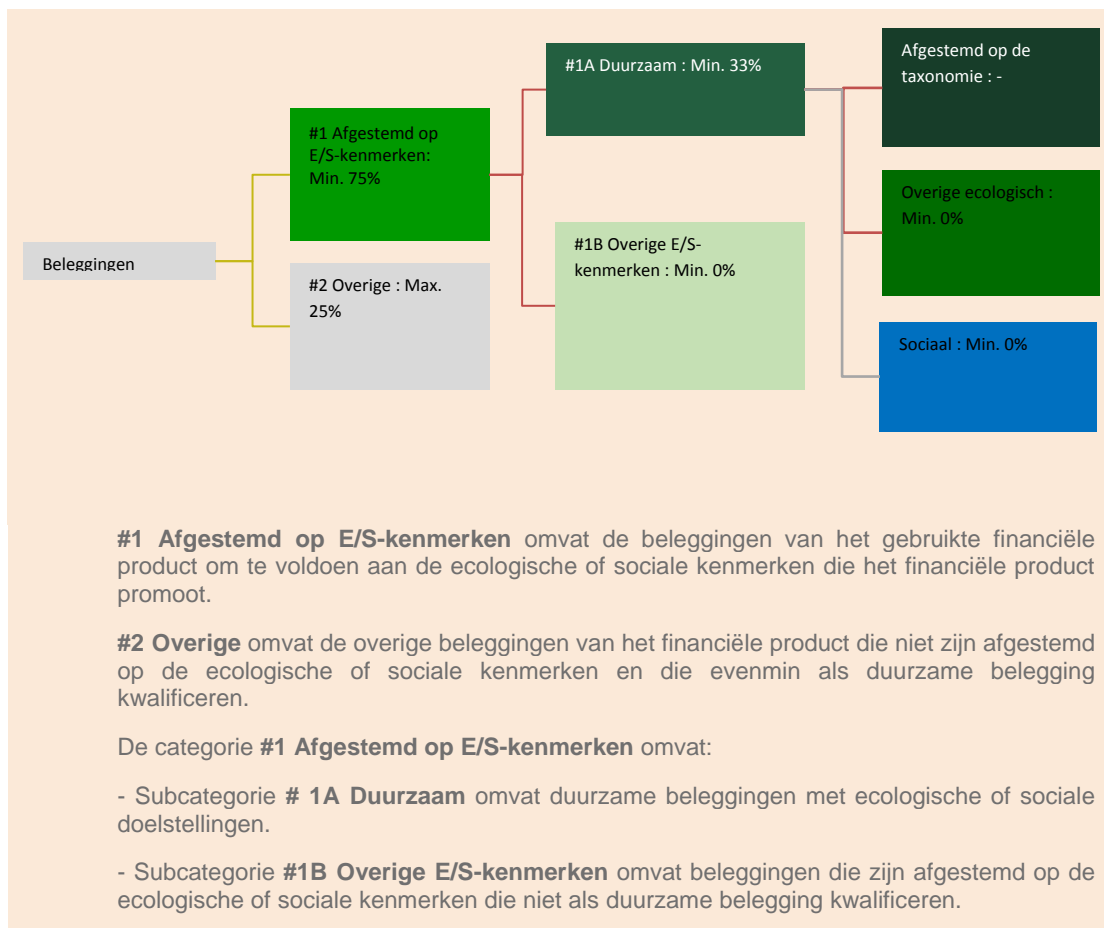 Beleggingen
#1 Afgestemd op
E/S-kenmerken:
Min. 75%
#2 Overige : Max.
25%
#1A Duurzaam : Min. 33%
#1B Overige E/S-
kenmerken : Min. 0%
Afgestemd op de
taxonomie : -
Overige ecologisch :
Min. 0%
Sociaal : Min. 0%
#1 Afgestemd op E/S-kenmerken omvat de beleggingen van het gebruikte financiële
product om te voldoen aan de ecologische of sociale kenmerken die het financiële product
promoot.
#2 Overige omvat de overige beleggingen van het financiële product die niet zijn afgestemd
op de ecologische of sociale kenmerken en die evenmin als duurzame belegging
kwalificeren.
De categorie #1 Afgestemd op E/S-kenmerken omvat:
- Subcategorie # 1A Duurzaam omvat duurzame beleggingen met ecologische of sociale
doelstellingen.
- Subcategorie #1B Overige E/S-kenmerken omvat beleggingen die zijn afgestemd op de
ecologische of sociale kenmerken die niet als duurzame belegging kwalificeren.